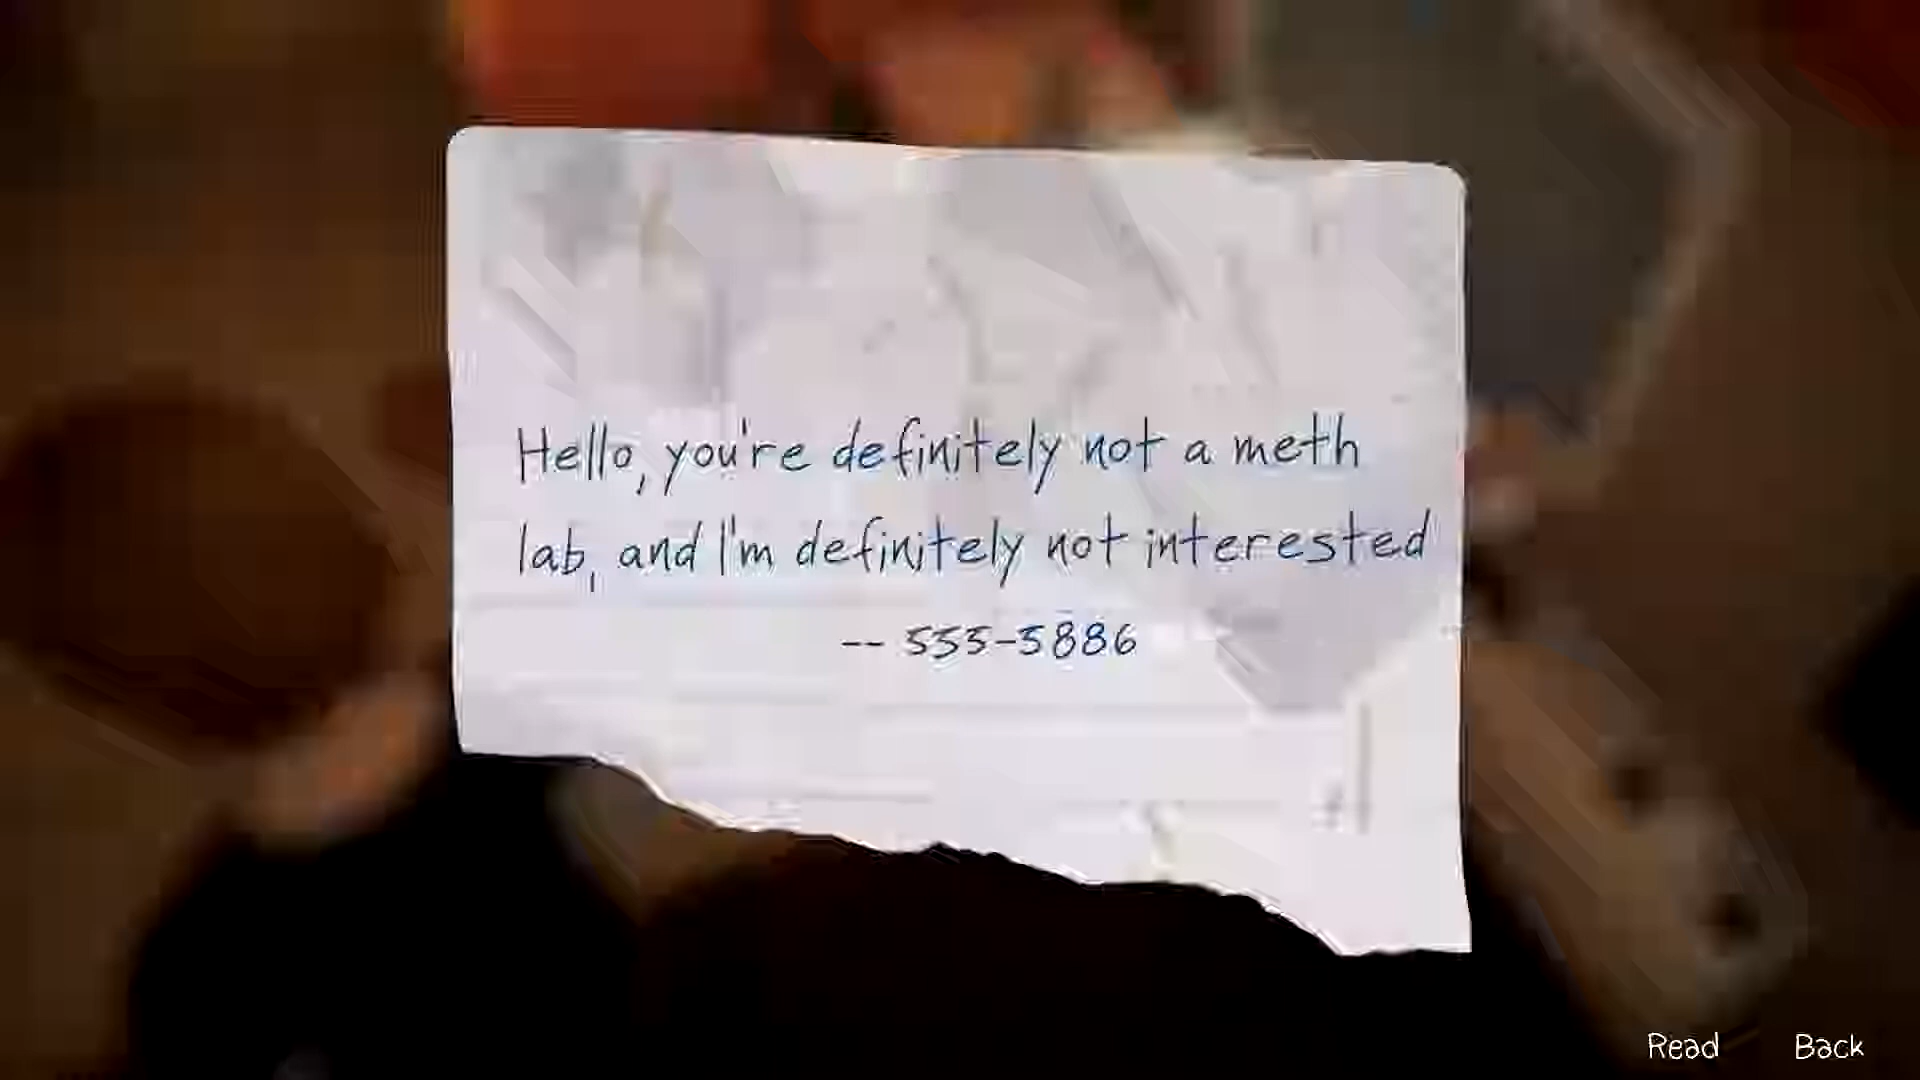 Hello, you're definitely not a meth
lab, and I'm definitely not interested
-- 555-5886
Read Back